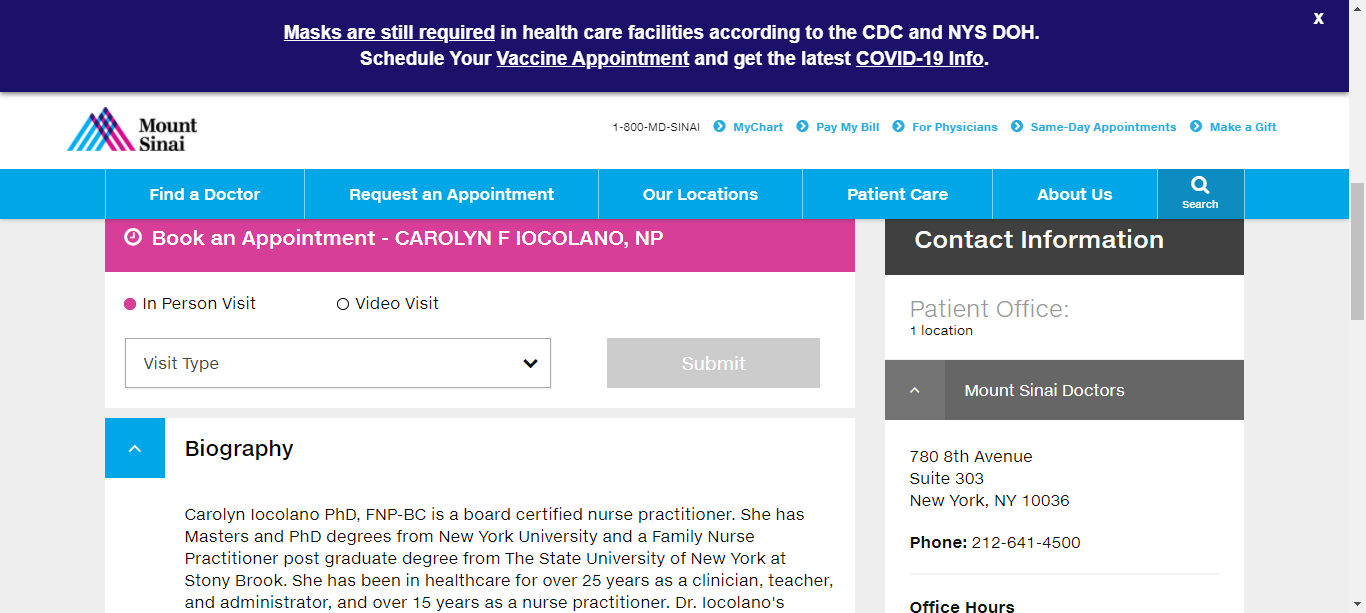 Masks are still required in health care facilities according to the CDC and NYS DOH.
Schedule Your Vaccine Appointment and get the latest COVID-19 Info.
x
Mount
Sinai
1-800-MD-SINAI MyChart Pay My Bill For Physicians Same-Day Appointments Make a Gift
Find a Doctor Request an Appointment Our Locations Patient Care About Us Search
Book an Appointment - CAROLYN F IOCOLANO, NP
In Person Visit Video Visit
Visit Type Submit
Biography
Carolyn Iocolano PhD, FNP-BC is a board certified nurse practitioner. She has
Masters and PhD degrees from New York University and a Family Nurse
Practitioner post graduate degree from The State University of New York at
Stony Brook. She has been in healthcare for over 25 years as a clinician, teacher,
and administrator, and over 15 years as a nurse practitioner. Dr. Iocolano's
Contact Information
Patient Office:
1 location
Mount Sinai Doctors
780 8th Avenue
Suite 303
New York, NY 10036
Phone: 212-641-4500
Office Hours